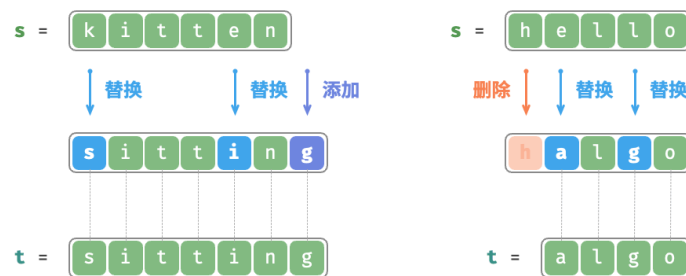 s = k i t t e n
替换 替换 添加
s i t t i n g
t = s i t t i n g
s = h e l l o
删除 替换 替换
h a l g o
t = a l g o